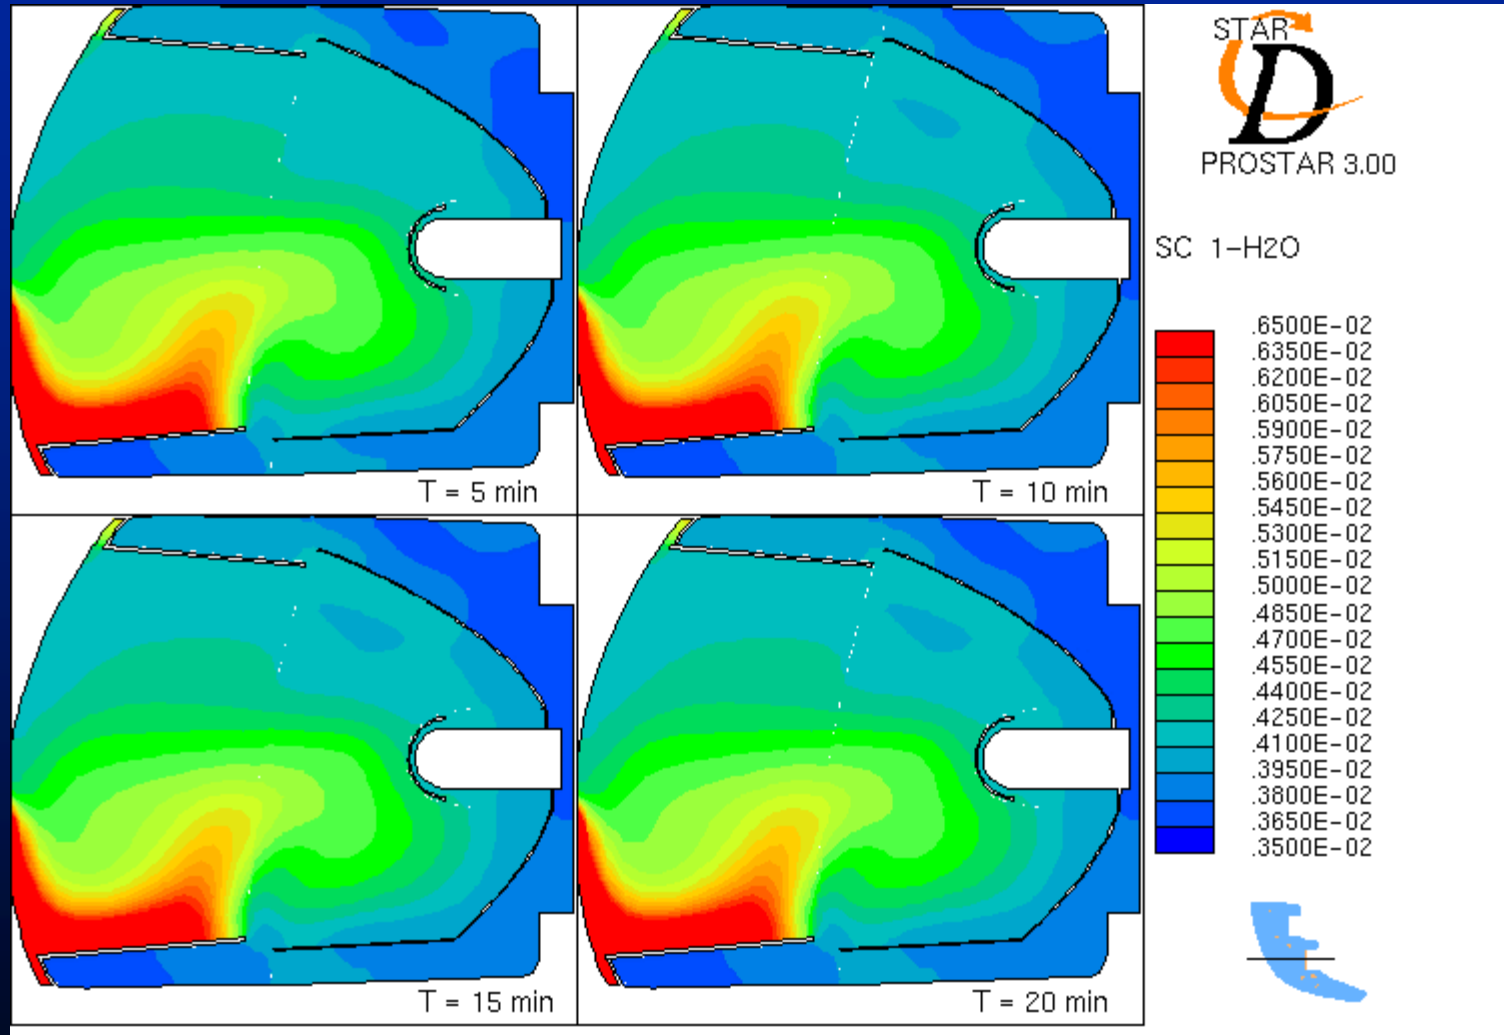 STAR
CD
PROSTAR 3.00
SC 1-H2O
.6500E-02
.6350E-02
.6200E-02
.6050E-02
.5900E-02
.5750E-02
.5600E-02
.5450E-02
.5300E-02
.5150E-02
.5000E-02
.4850E-02
.4700E-02
.4550E-02
.4400E-02
.4250E-02
.4100E-02
.3950E-02
.3800E-02
.3650E-02
.3500E-02
T = 5 min
T = 10 min
T = 15 min
T = 20 min